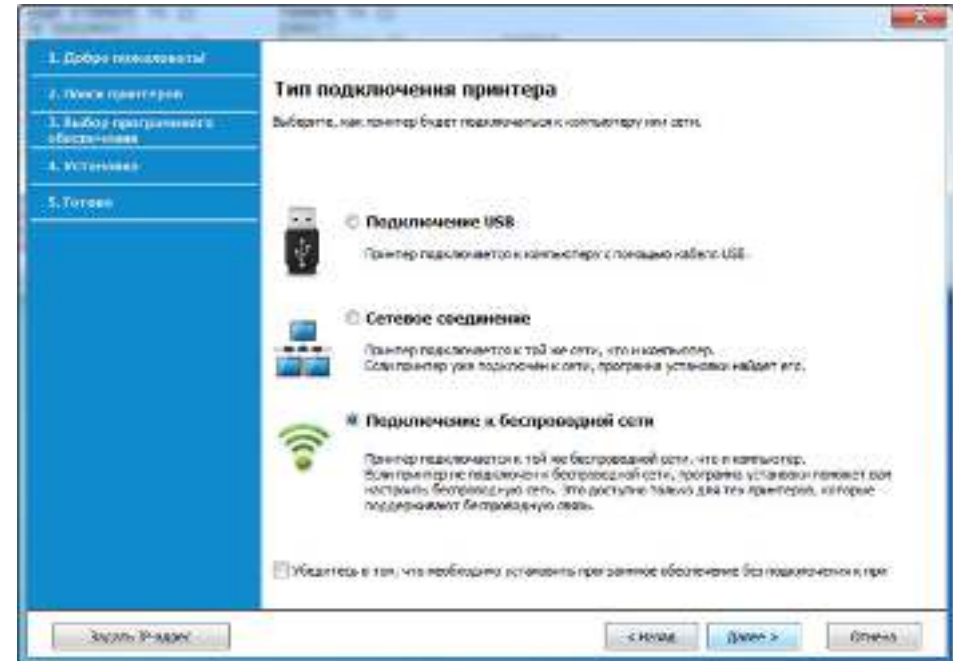 1. Добро пожаловать!
2. Поиск принтеров
3. Выбор программного
обеспечения
4. Установка
5. Готово
Тип подключения принтера
Выберите, как принтер будет подключаться к компьютеру или сети.
Подключение USB
Принтер подключается к компьютеру с помощью кабеля USB.
Сетевое соединение
Принтер подключается к той же сети, что и компьютер.
Если принтер уже подключен к сети, программа установки найдет его.
Подключение к беспроводной сети
Принтер подключается к той же беспроводной сети, что и компьютер.
Если принтер не подключен к беспроводной сети, программа установки поможет вам
настроить беспроводную сеть. Это доступно только для тех принтеров, которые
поддерживают беспроводную связь.
Убедитесь в том, что необходимо установить программное обеспечение без подключения к при
Задать IP-адрес
< Назад
Далее >
Отмена